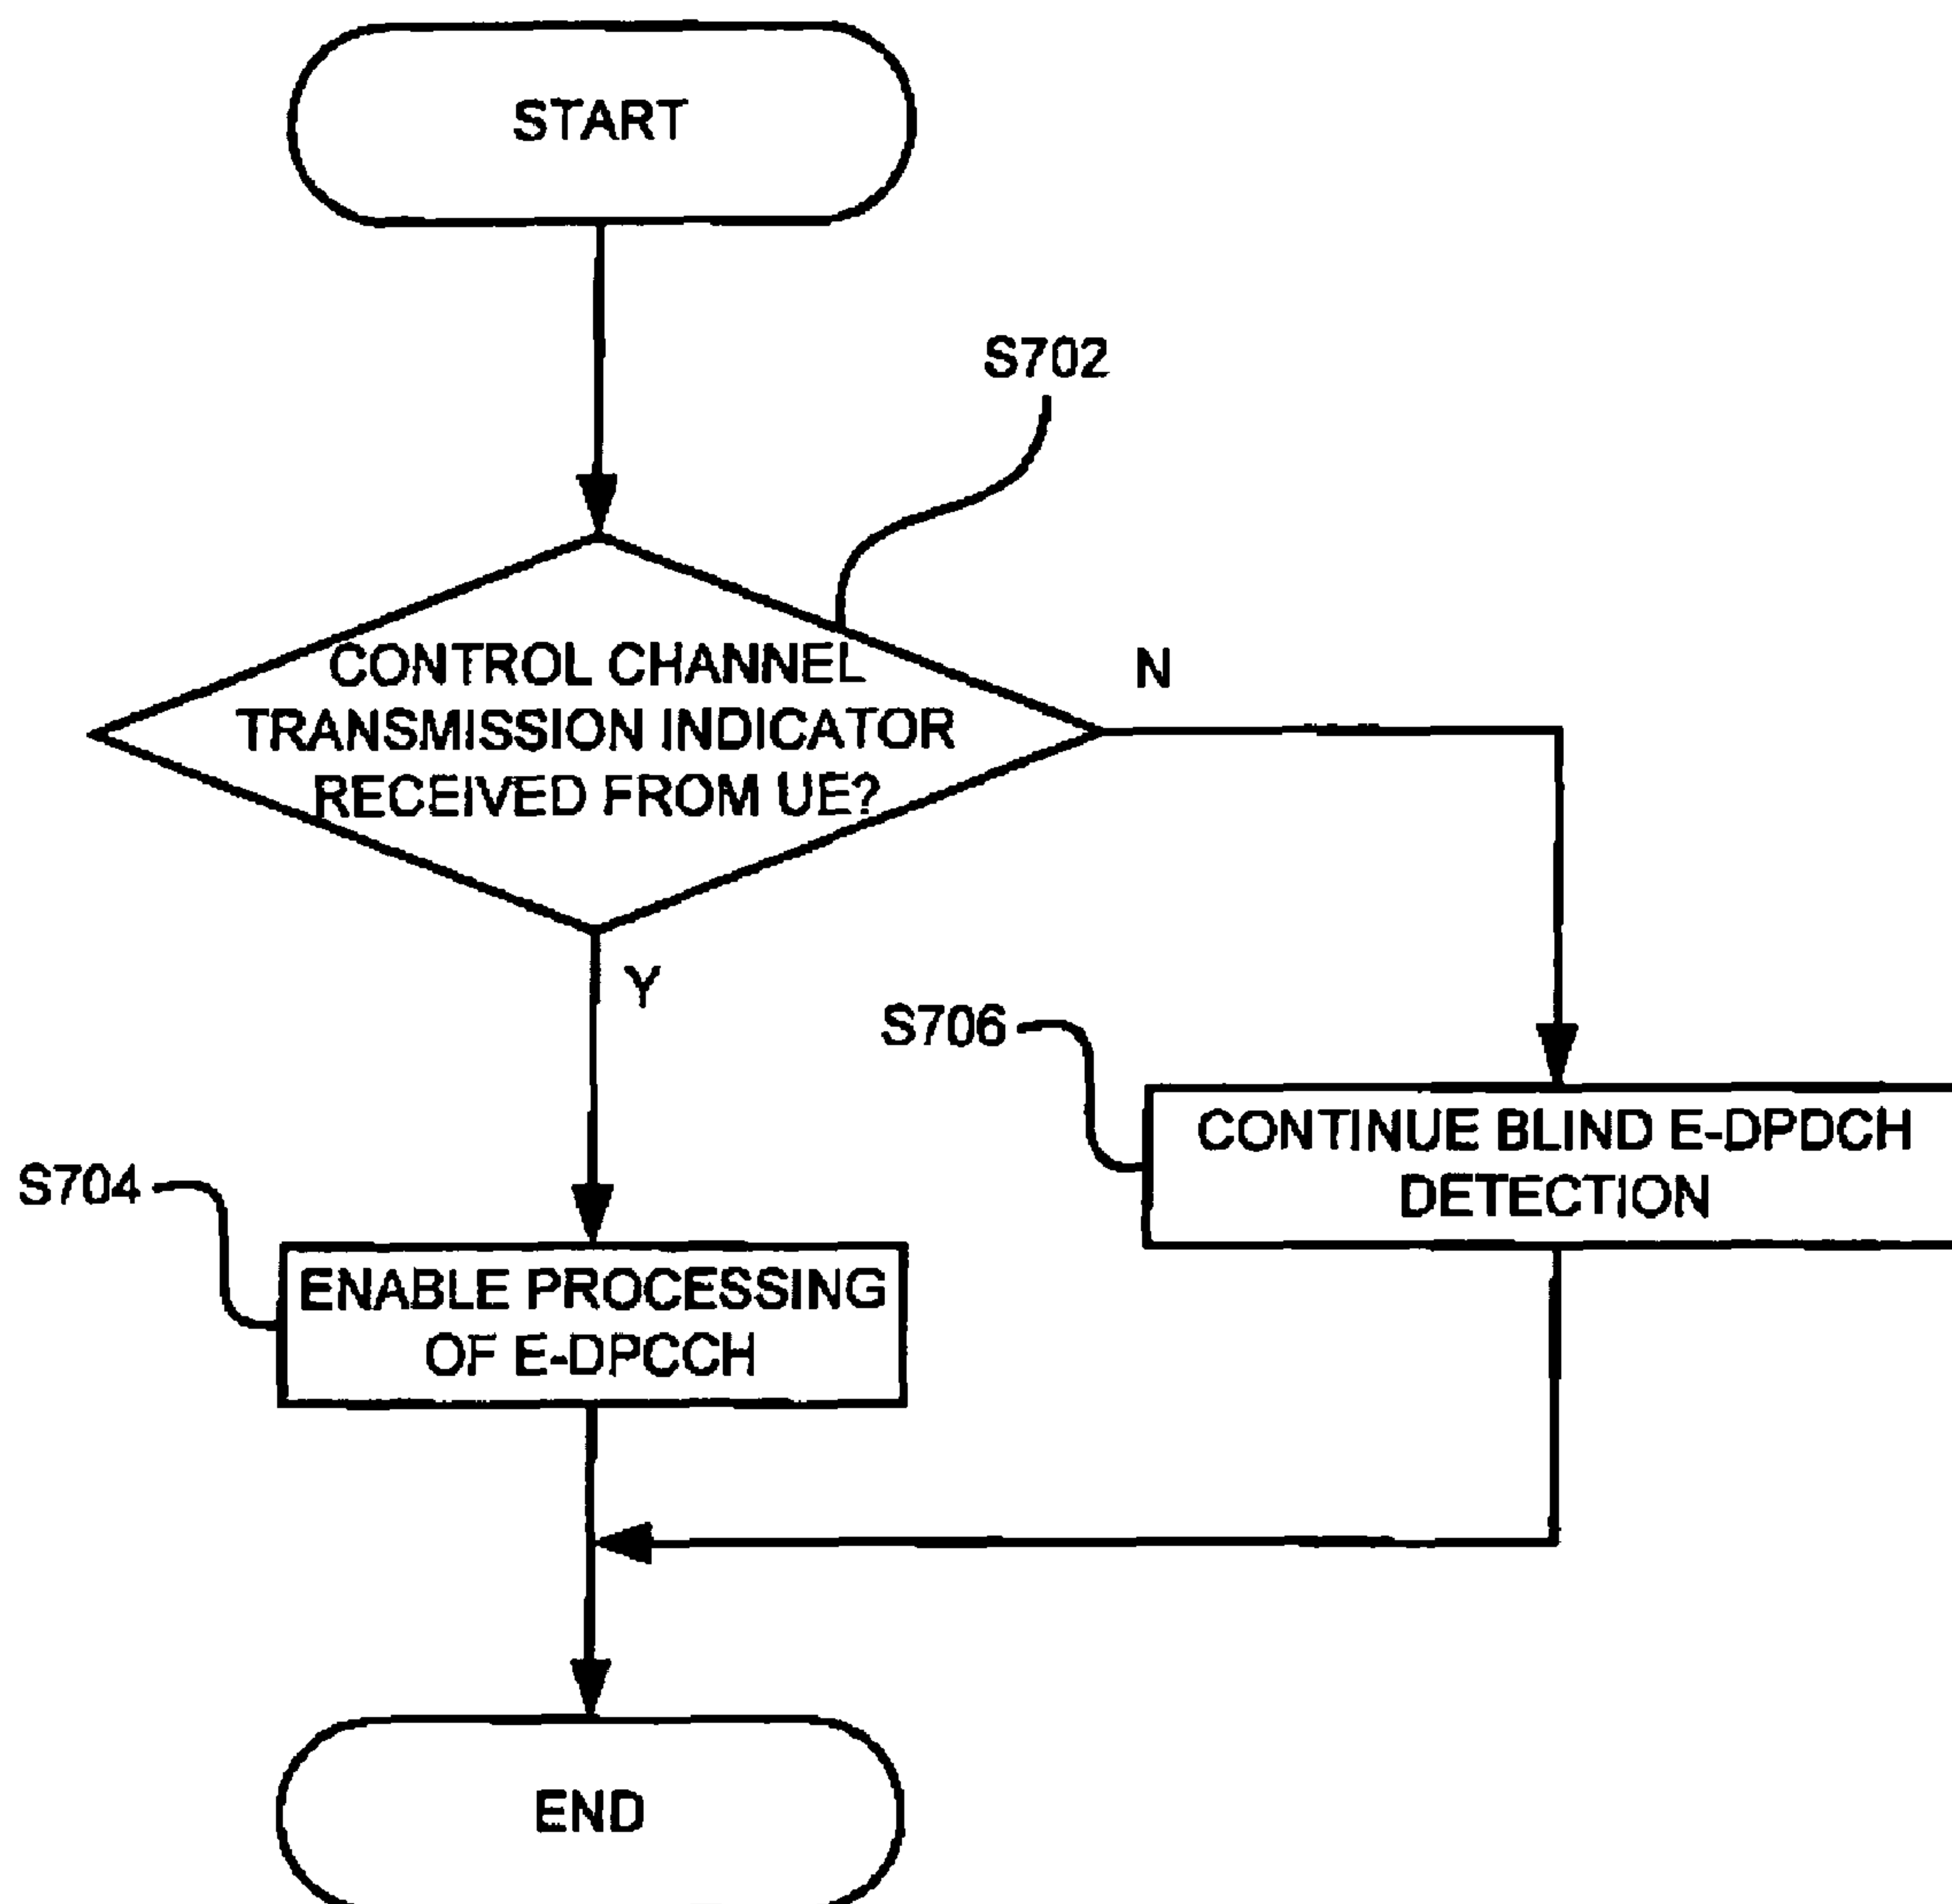 START
S702
CONTROL CHANNEL
TRANSMISSION INDICATOR
RECEIVED FROM UE?
N
Y
S706
CONTINUE BLIND E-DPDCH
DETECTION
S704
ENABLE PROCESSING
OF E-DPCCH
END